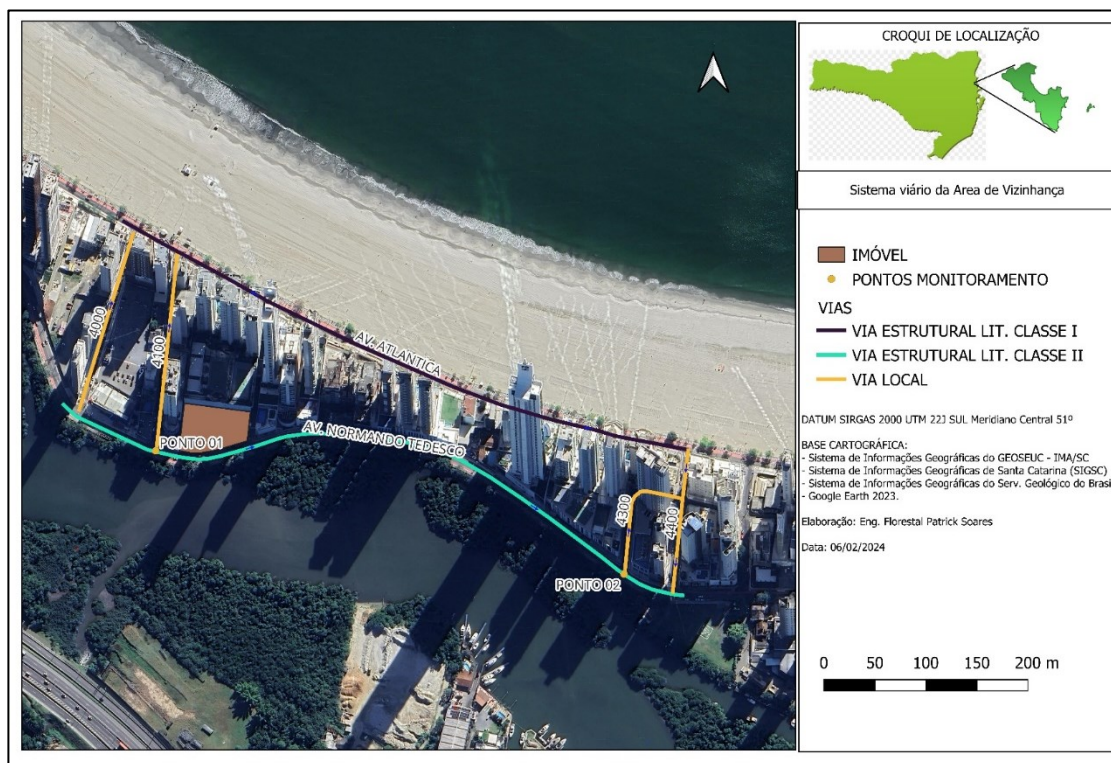 CROQUI DE LOCALIZAÇÃO
Sistema viário da Area de Vizinhança
IMÓVEL
PONTOS MONITORAMENTO
VIAS
VIA ESTRUTURAL LIT. CLASSE I
VIA ESTRUTURAL LIT. CLASSE II
VIA LOCAL
DATUM SIRGAS 2000 UTM 22J SUL Meridiano Central 51º
BASE CARTOGRÁFICA:
- Sistema de Informações Geográficas do GEOSEUC - IMA/SC
- Sistema de Informações Geográficas de Santa Catarina (SIGSC)
- Sistema de Informações Geográficas do Serv. Geológico do Brasi
- Google Earth 2023.
Elaboração: Eng. Florestal Patrick Soares
Data: 06/02/2024
0 50 100 150 200 m
4000
4100
AV. ATLANTICA
PONTO 01
AV. NORMANDO TEDESCO
4300
4400
PONTO 02